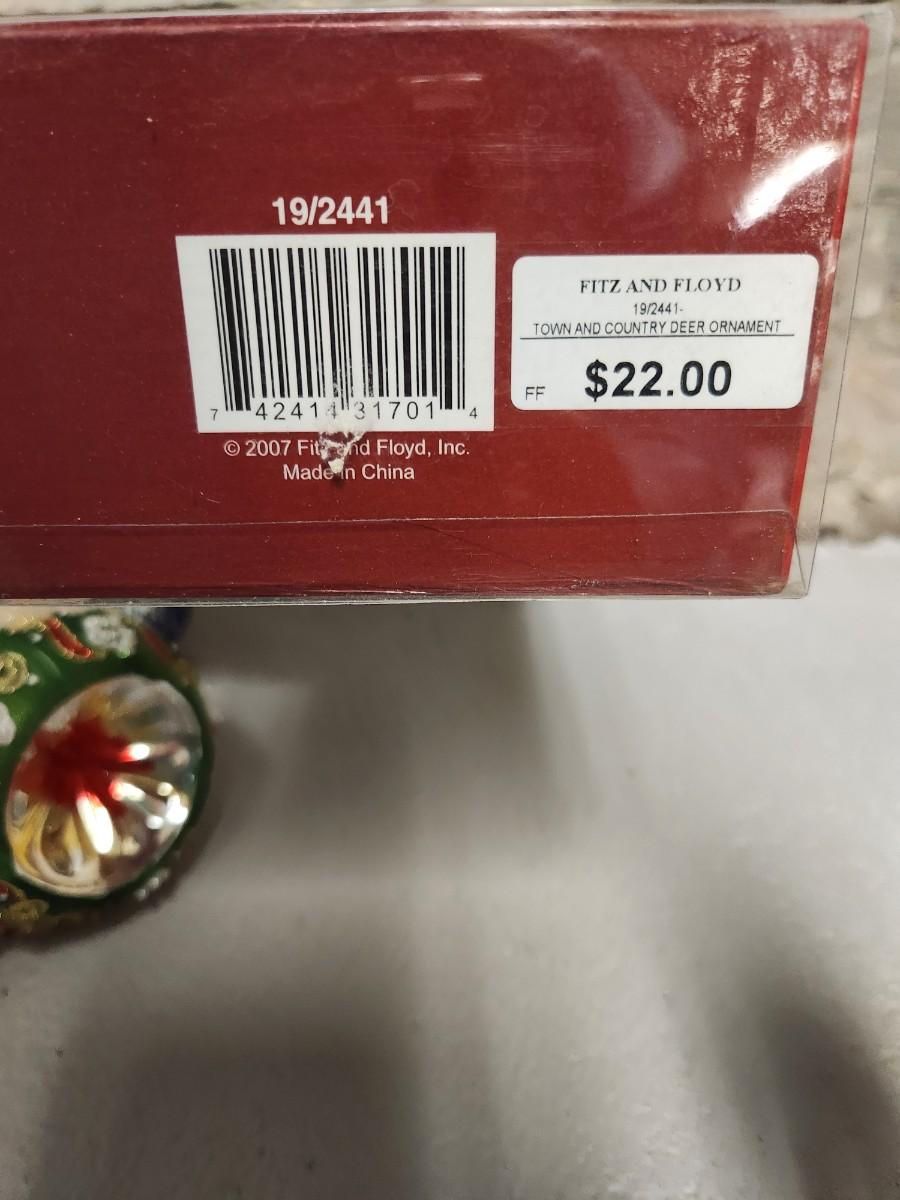 19/2441
7 42414 31701 4
© 2007 Fitz and Floyd, Inc.
Made in China
FITZ AND FLOYD
19/2441-
TOWN AND COUNTRY DEER ORNAMENT
FF $22.00